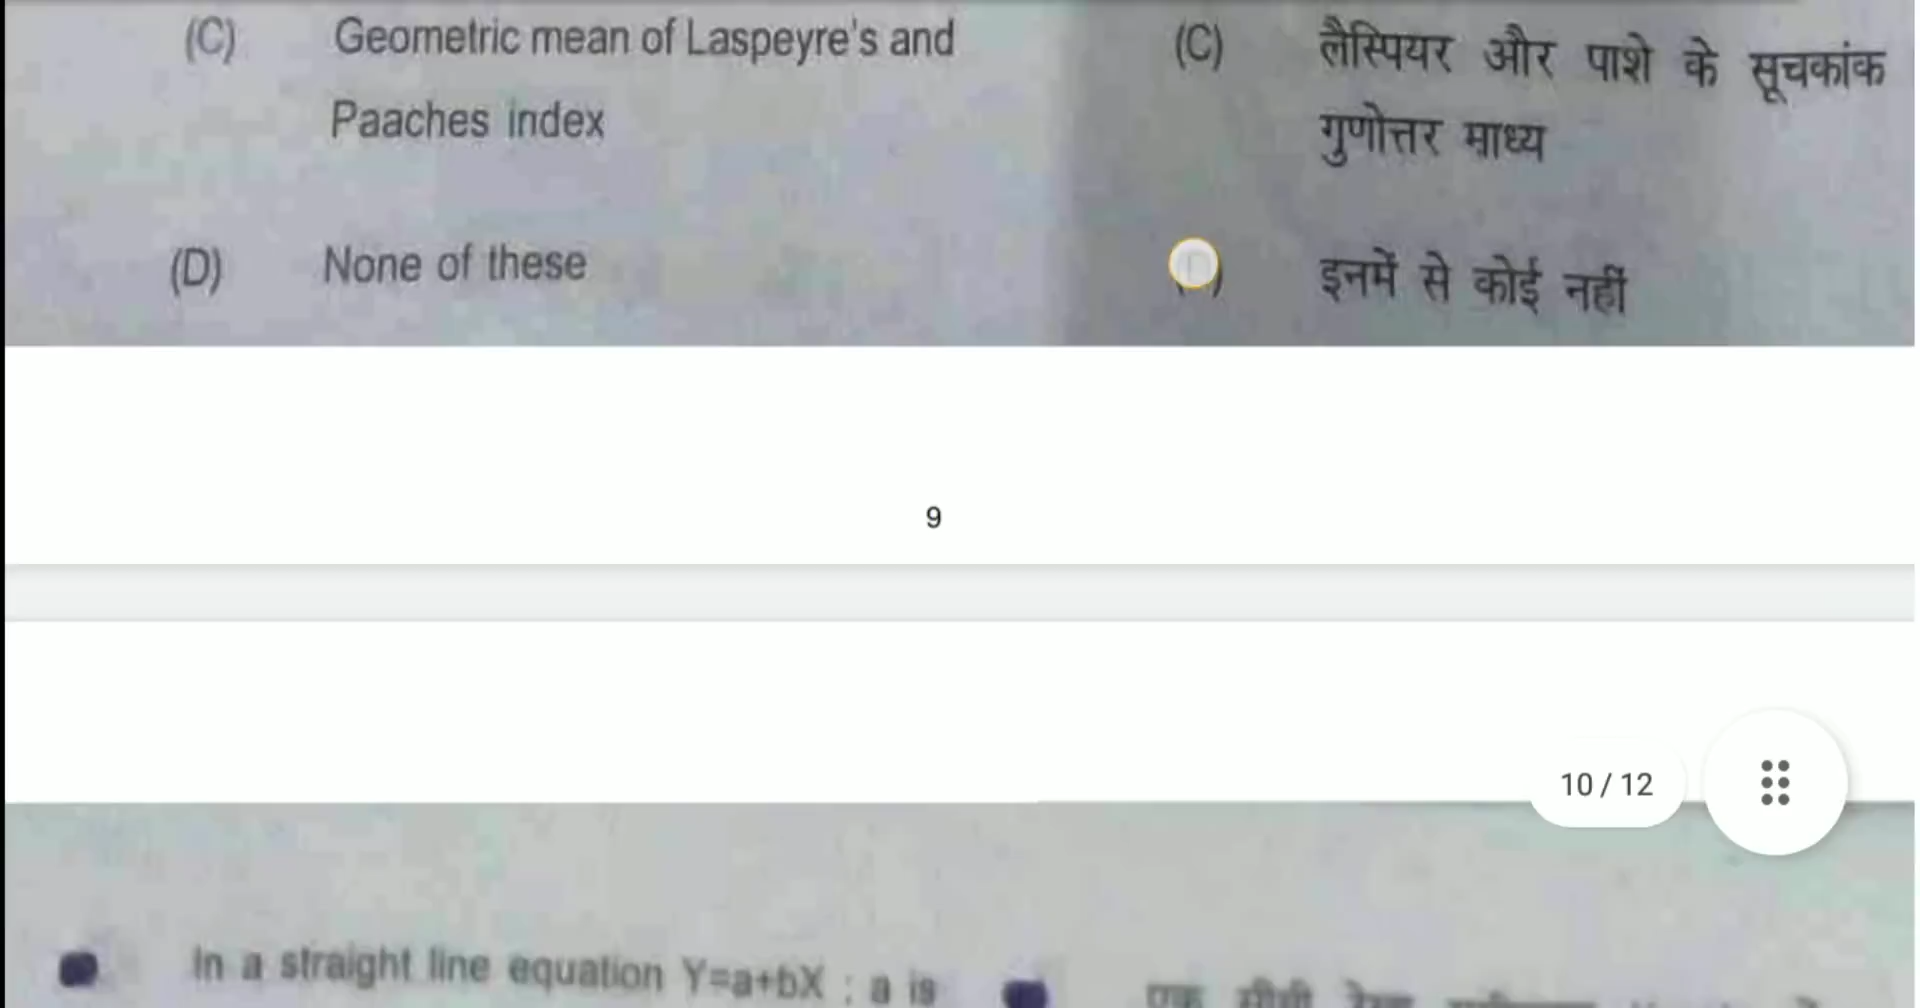 (C) Geometric mean of Laspeyre's and
Paaches index
(D) None of these
(C) लैस्पियर और पाशे के सूचकांक
गुणोत्तर माध्य
इनमें से कोई नहीं
9
10 / 12
In a straight line equation Y=a+bX : a is
एक सीधी रेखा